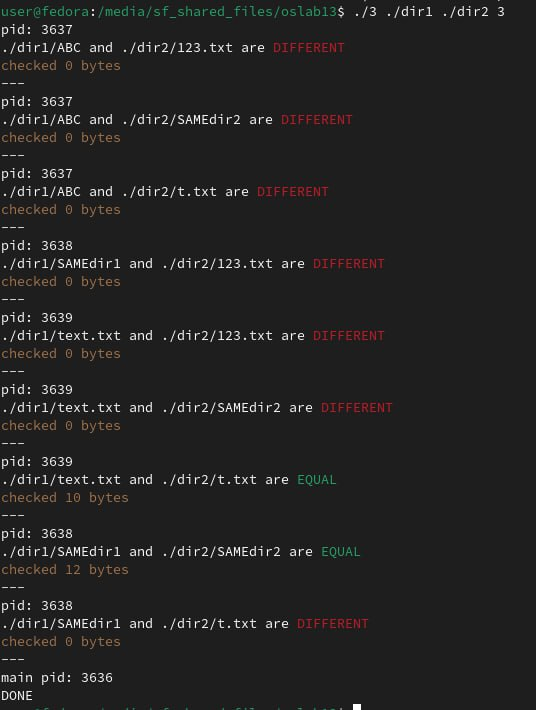 user@fedora:/media/sf_shared_files/oslab13$ ./3 ./dir1 ./dir2 3
pid: 3637
./dir1/ABC and ./dir2/123.txt are DIFFERENT
checked 0 bytes
---
pid: 3637
./dir1/ABC and ./dir2/SAMEdir2 are DIFFERENT
checked 0 bytes
---
pid: 3637
./dir1/ABC and ./dir2/t.txt are DIFFERENT
checked 0 bytes
---
pid: 3638
./dir1/SAMEdir1 and ./dir2/123.txt are DIFFERENT
checked 0 bytes
---
pid: 3639
./dir1/text.txt and ./dir2/123.txt are DIFFERENT
checked 0 bytes
---
pid: 3639
./dir1/text.txt and ./dir2/SAMEdir2 are DIFFERENT
checked 0 bytes
---
pid: 3639
./dir1/text.txt and ./dir2/t.txt are EQUAL
checked 10 bytes
---
pid: 3638
./dir1/SAMEdir1 and ./dir2/SAMEdir2 are EQUAL
checked 12 bytes
---
pid: 3638
./dir1/SAMEdir1 and ./dir2/t.txt are DIFFERENT
checked 0 bytes
---
main pid: 3636
DONE